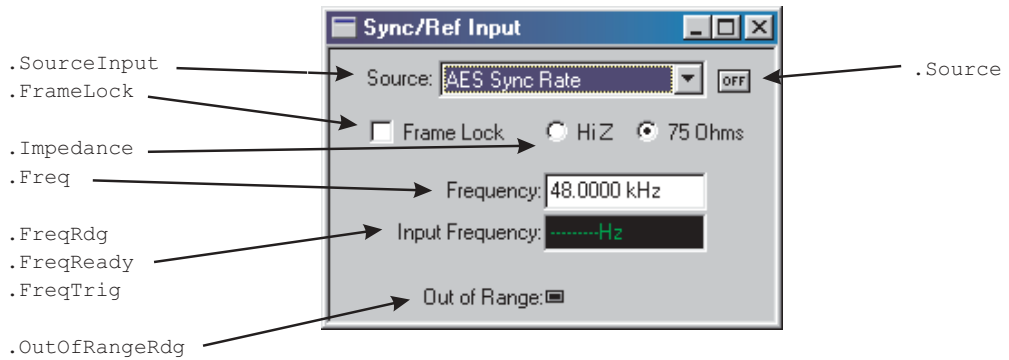 Sync/Ref Input
.SourceInput
Source: AES Sync Rate OFF
.Source
.FrameLock
Frame Lock HiZ 75 Ohms
.Impedance
.Freq
Frequency: 48.0000 kHz
.FreqRdg
Input Frequency: ---------Hz
.FreqReady
.FreqTrig
Out of Range:
.OutOfRangeRdg